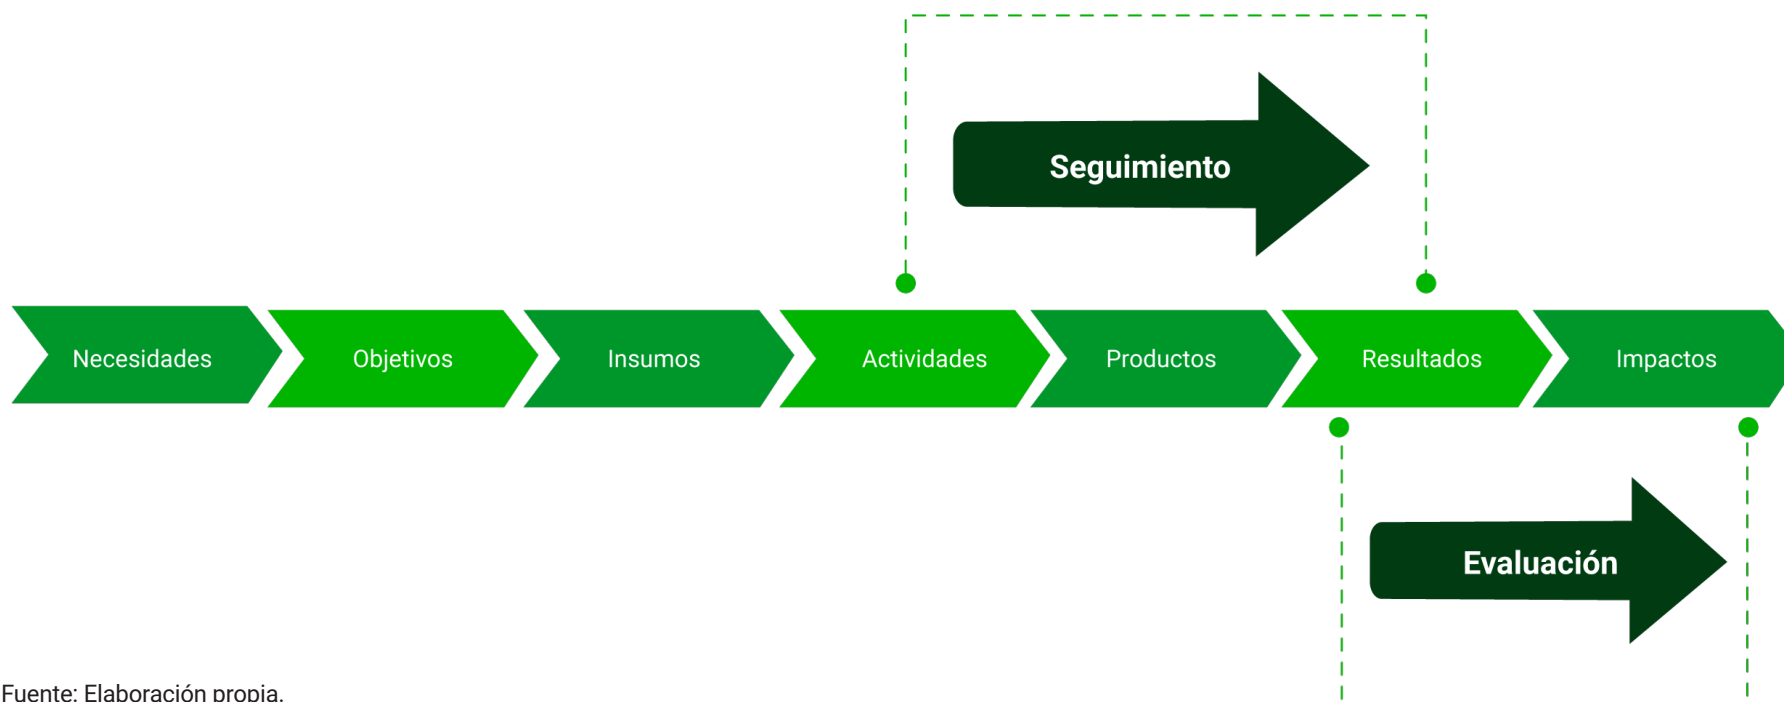 Seguimiento
Necesidades
Objetivos
Insumos
Actividades
Productos
Resultados
Impactos
Evaluación
Fuente: Elaboración propia.